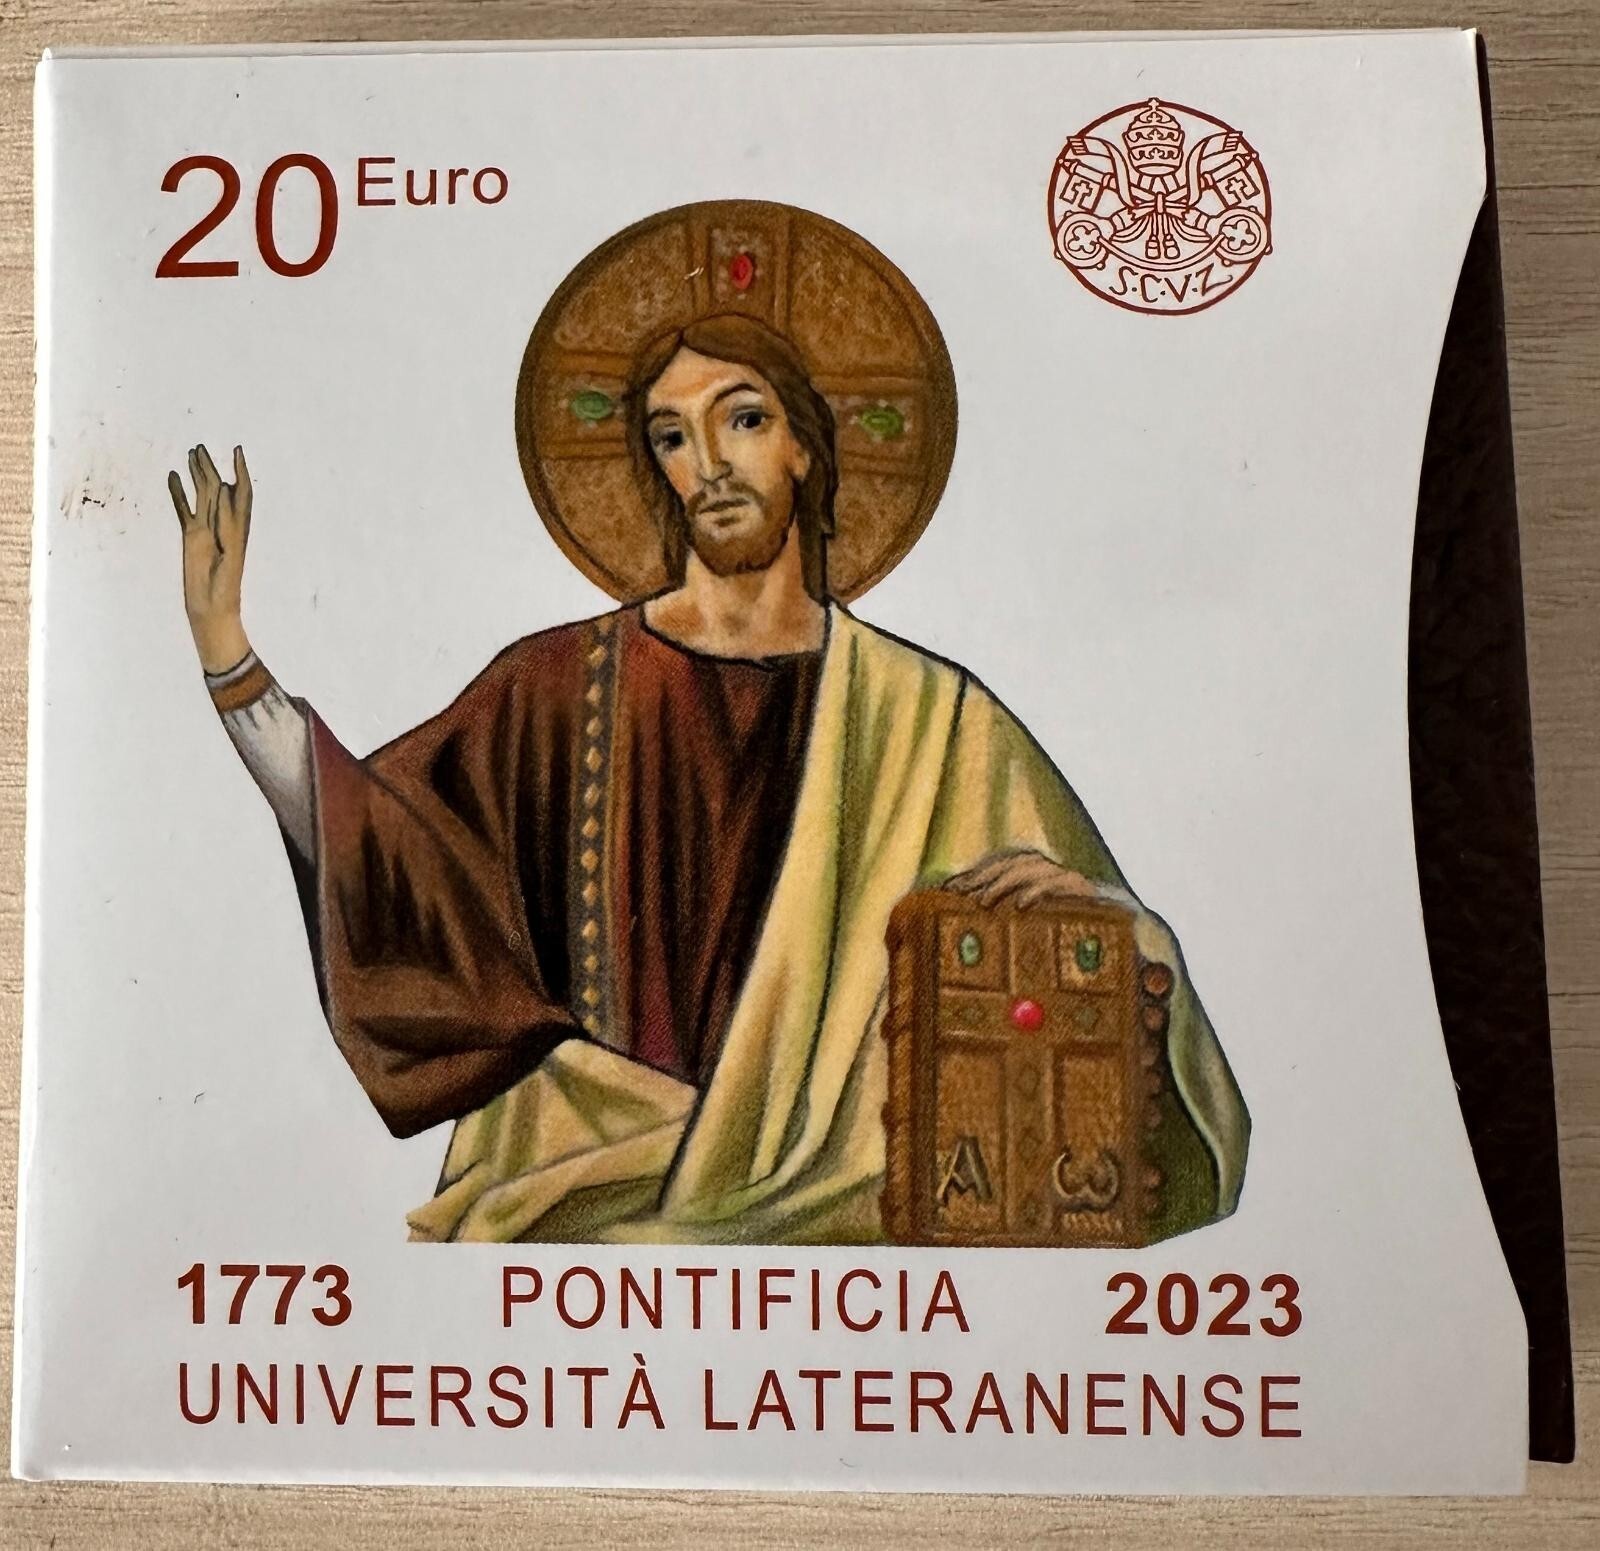 20 Euro
S.C.V.Z
A ω
1773 PONTIFICIA 2023
UNIVERSITÀ LATERANENSE